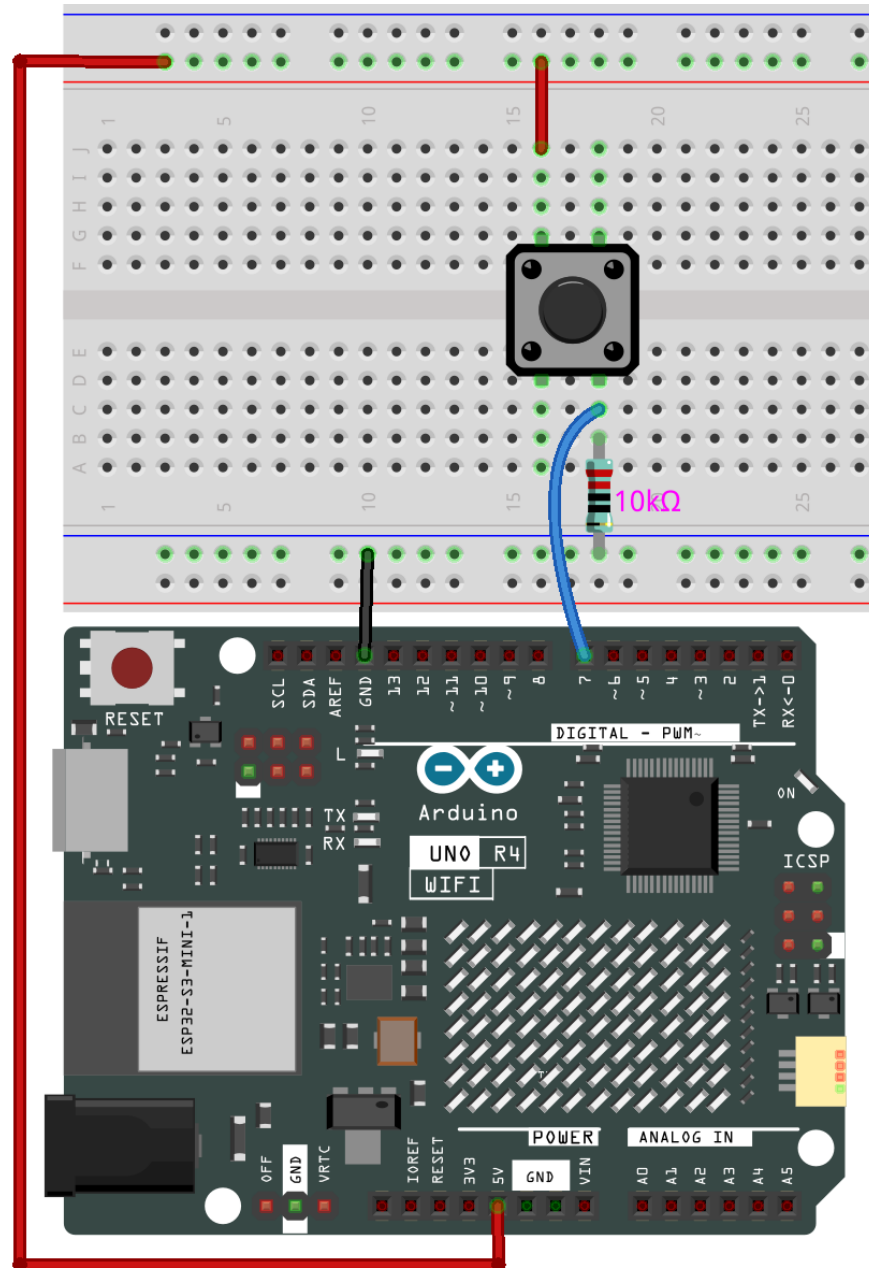 1 5 10 15 20 25
J
I
H
G
F
E
D
C
B
A
10kΩ
1 5 10 15 25
RESET
SCL
SDA
AREF
GND
13
12
~11
~10
~9
8
7
~6
~5
4
~3
2
TX->1
RX<-0
DIGITAL - PWM~
L
TX
RX
Arduino
UNO R4
WIFI
ON
ICSP
ESPRESSIF
ESP32-S3-MINI-1
POWER
ANALOG IN
OFF
GND
VRTC
IOREF
RESET
3V3
5V
GND
VIN
A0
A1
A2
A3
A4
A5